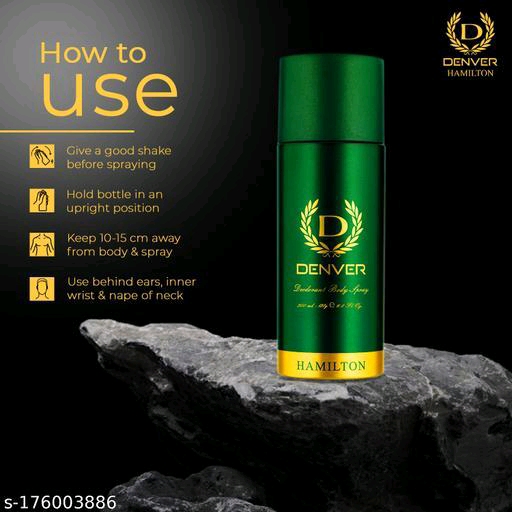 How to
use
Give a good shake
before spraying
Hold bottle in an
upright position
Keep 10-15 cm away
from body & spray
Use behind ears, inner
wrist & nape of neck
D
DENVER
HAMILTON
D
DENVER
Deodorant Body Spray
HAMILTON
s-176003886